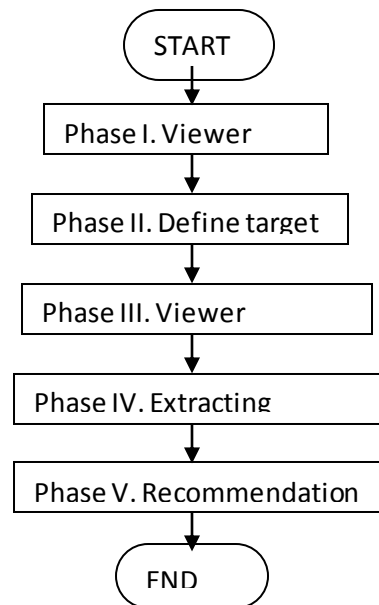 START
Phase I. Viewer
Phase II. Define target
Phase III. Viewer
Phase IV. Extracting
Phase V. Recommendation
END